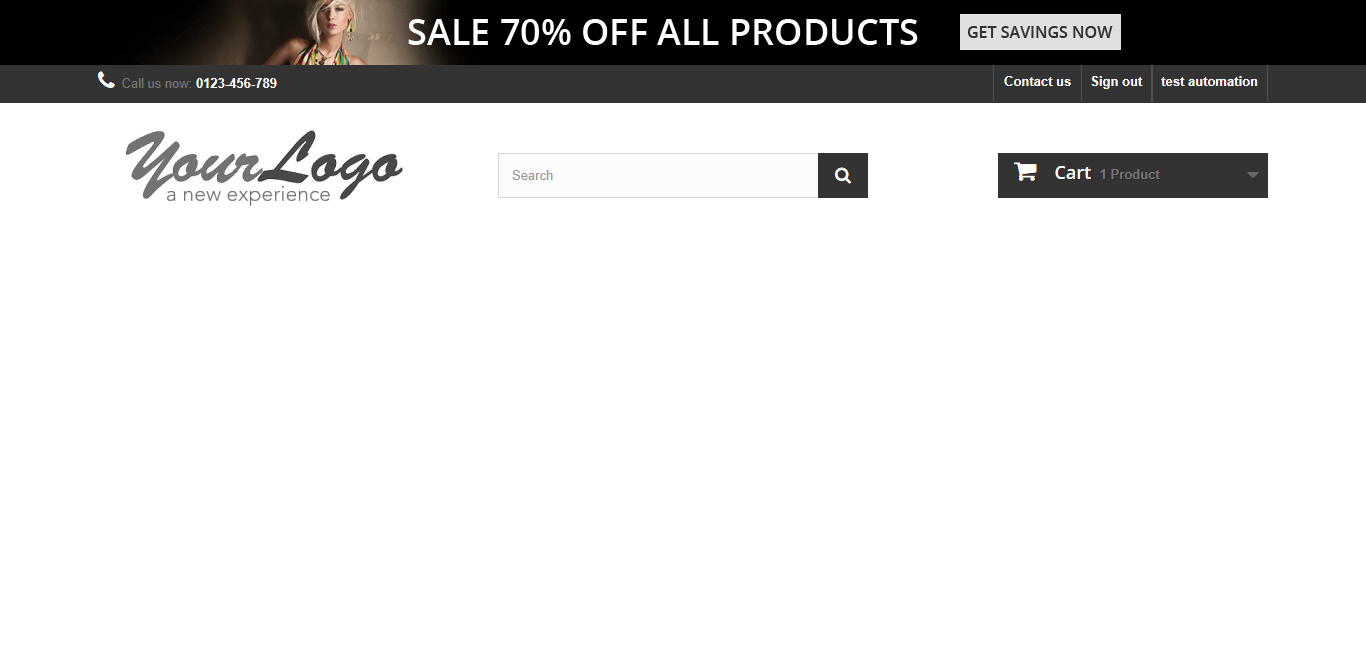 SALE 70% OFF ALL PRODUCTS GET SAVINGS NOW
Call us now: 0123-456-789 Contact us Sign out test automation
YourLogo
a new experience
Search
Cart 1 Product